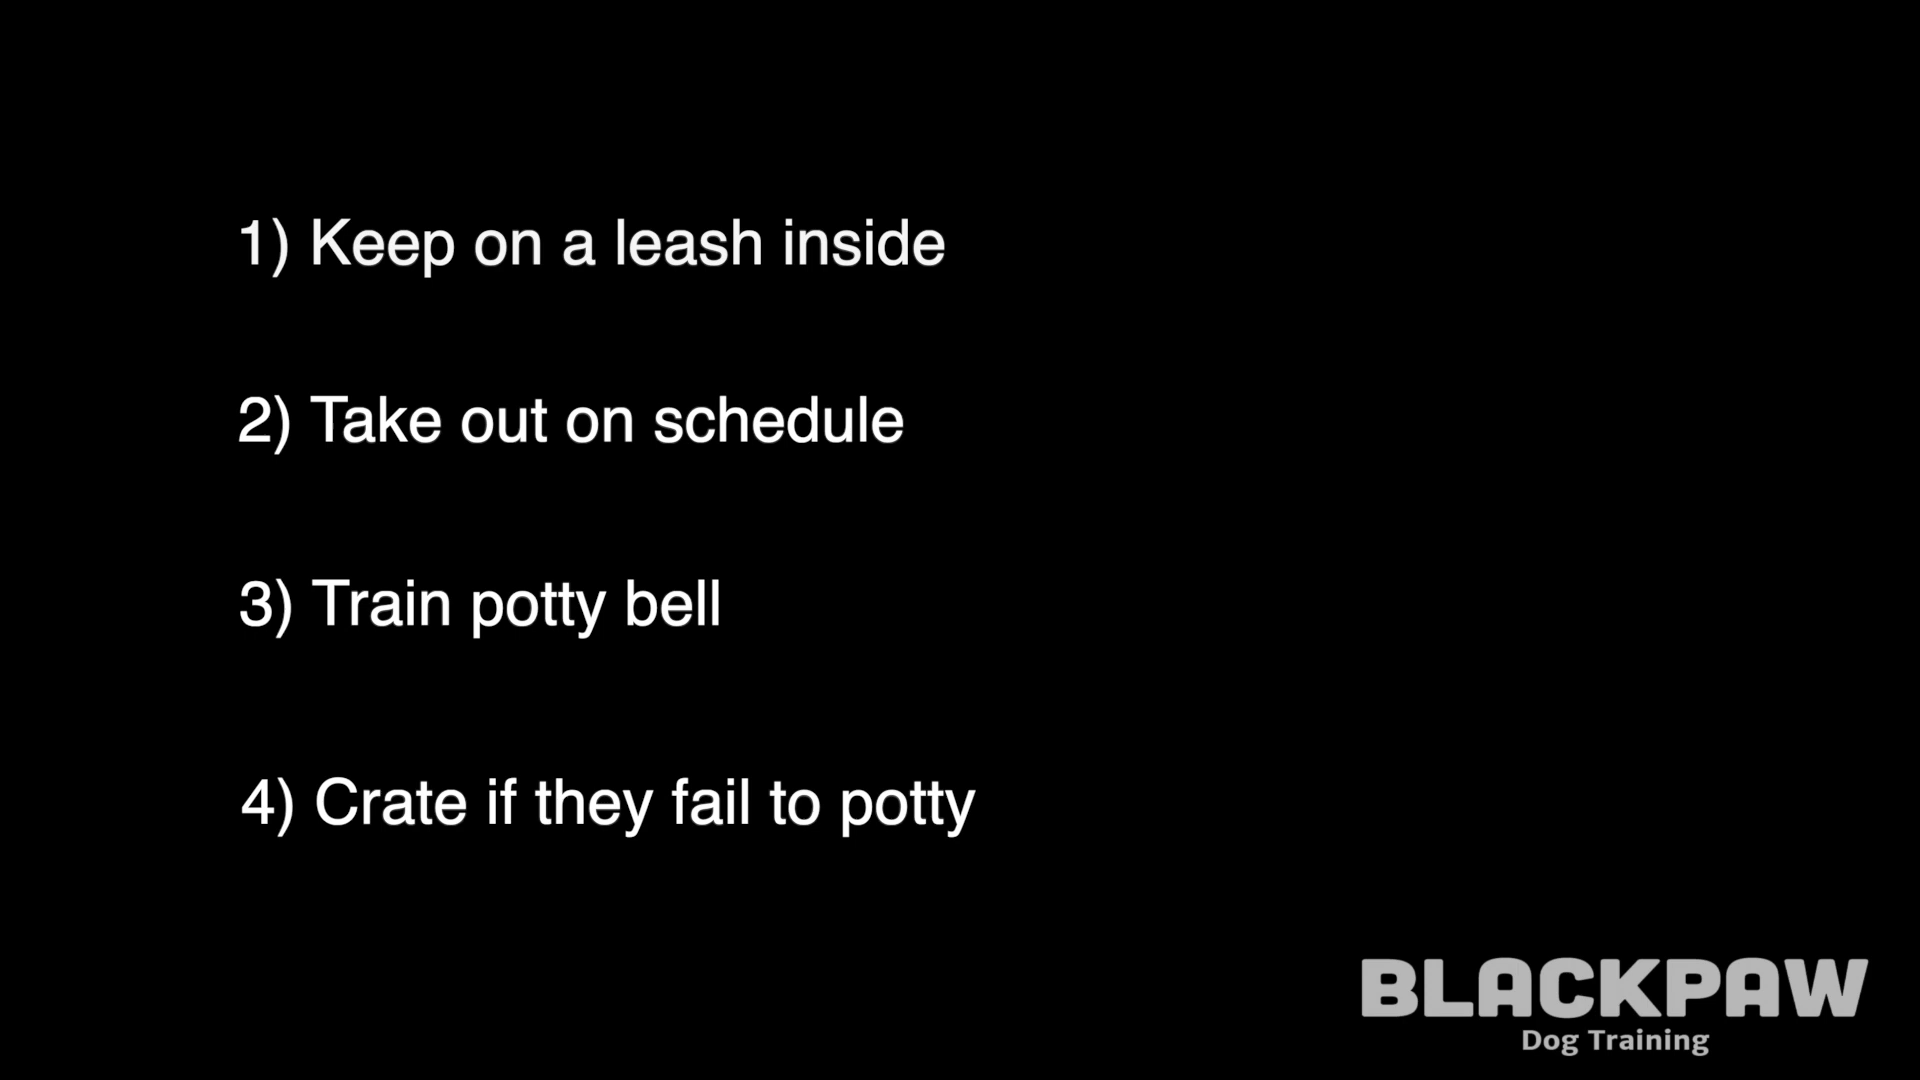 1) Keep on a leash inside
2) Take out on schedule
3) Train potty bell
4) Crate if they fail to potty
BLACKPAW
Dog Training